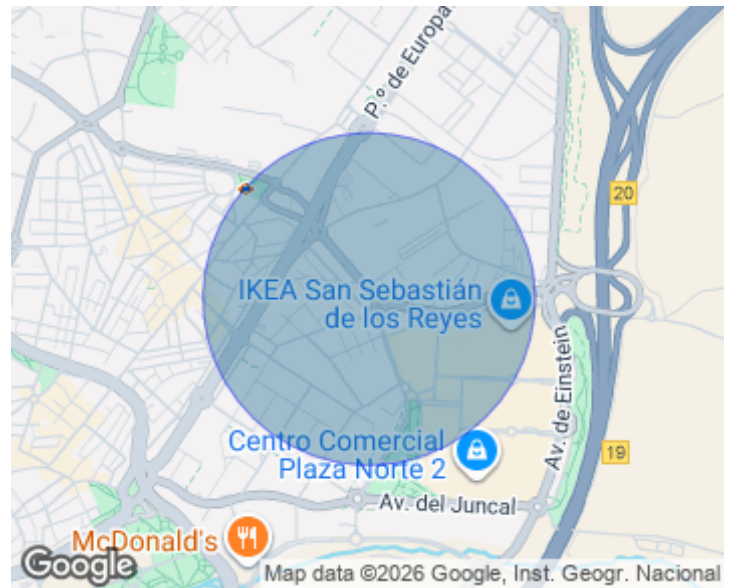 P.º de Europa
20
IKEA San Sebastián
de los Reyes
Av. de Einstein
Centro Comercial
Plaza Norte 2
19
Av. del Juncal
McDonald's
Google
Map data ©2026 Google, Inst. Geogr. Nacional